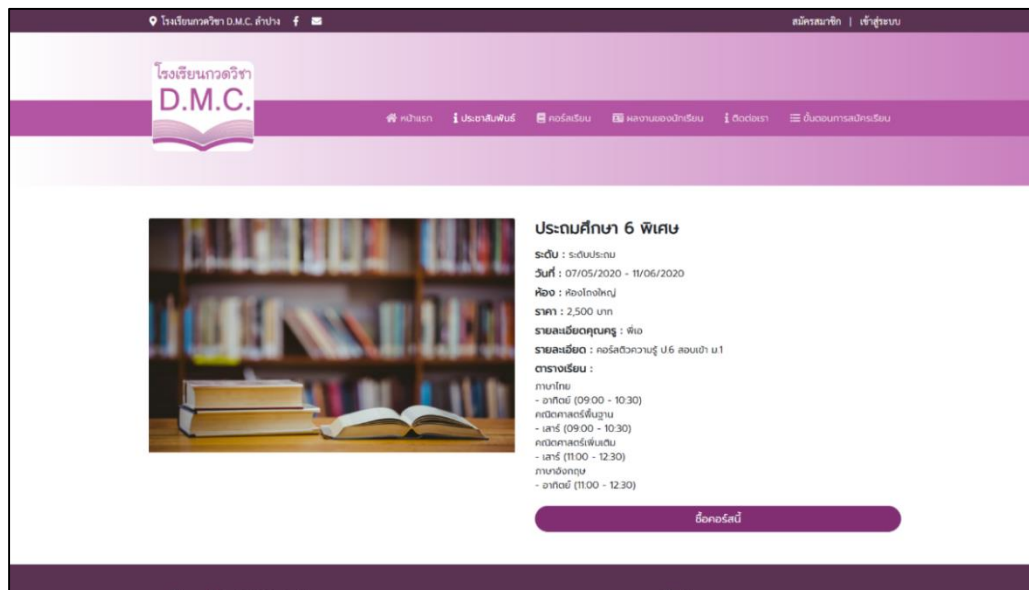 โรงเรียนกวดวิชา D.M.C. ลำปาง
สมัครสมาชิก | เข้าสู่ระบบ
โรงเรียนกวดวิชา
D.M.C.
หน้าแรก ประชาสัมพันธ์ คอร์สเรียน ผลงานของนักเรียน ติดต่อเรา ขั้นตอนการสมัครเรียน
ประถมศึกษา 6 พิเศษ
ระดับ : ระดับประถม
วันที่ : 07/05/2020 - 11/06/2020
ห้อง : ห้องโถงใหญ่
ราคา : 2,500 บาท
รายละเอียดคุณครู : พี่เอ
รายละเอียด : คอร์สติวความรู้ ป.6 สอบเข้า ม.1
ตารางเรียน :
ภาษาไทย
- อาทิตย์ (09:00 - 10:30)
คณิตศาสตร์พื้นฐาน
- เสาร์ (09:00 - 10:30)
คณิตศาสตร์เพิ่มเติม
- เสาร์ (11:00 - 12:30)
ภาษาอังกฤษ
- อาทิตย์ (11:00 - 12:30)
ซื้อคอร์สนี้